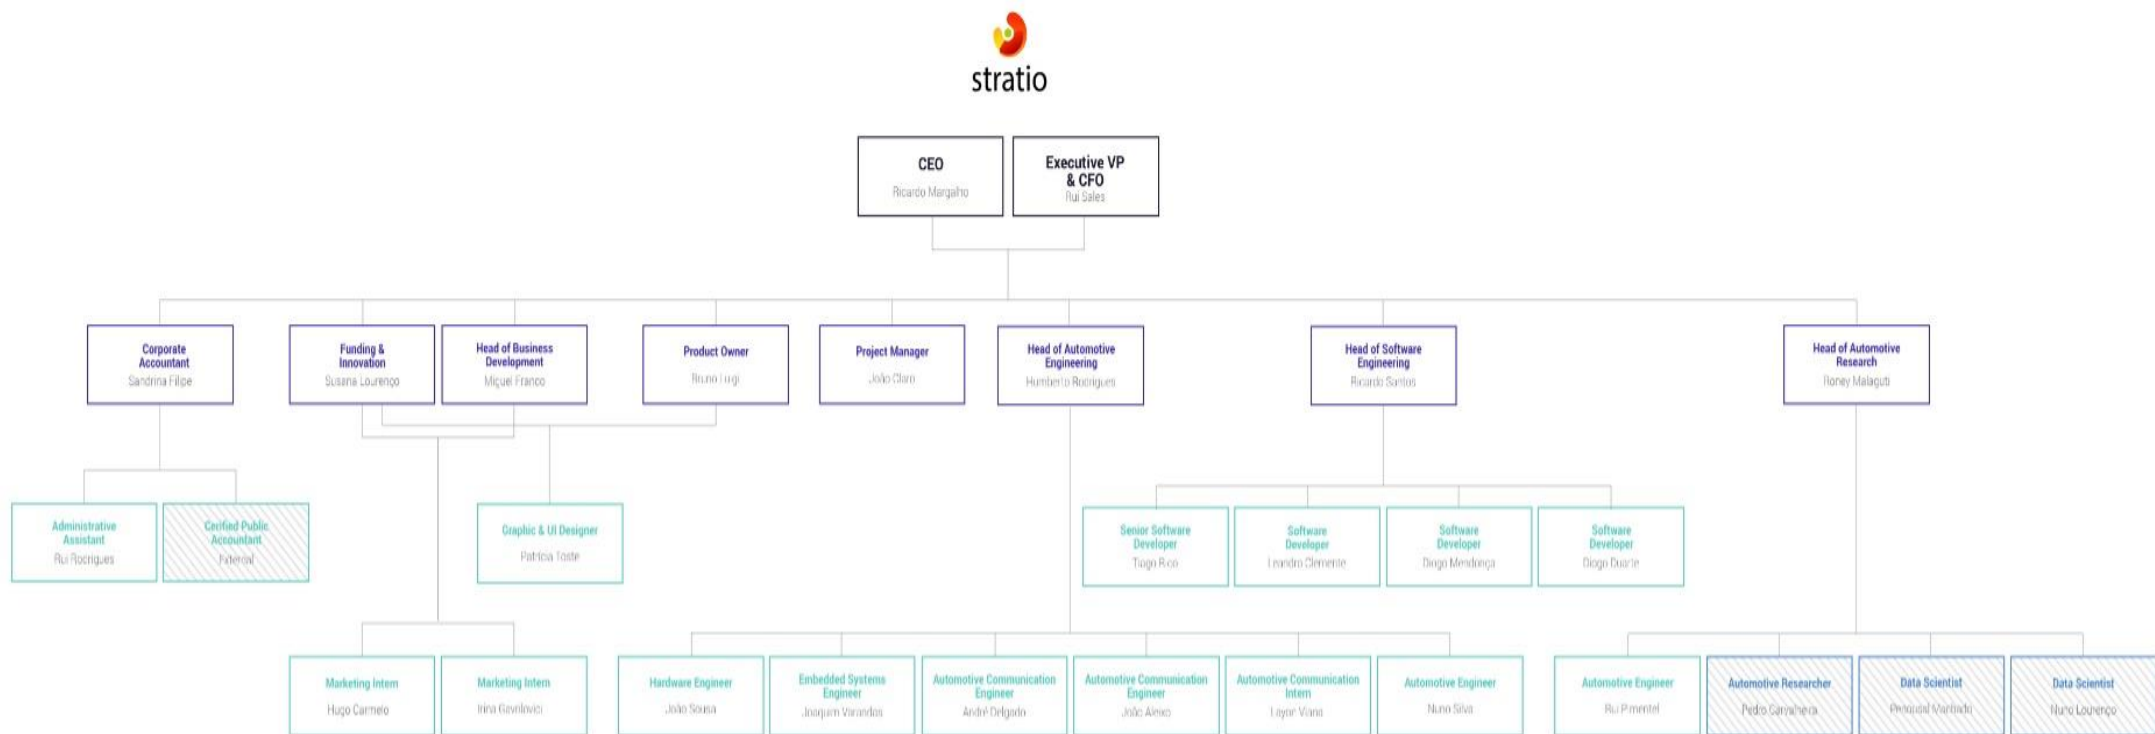 stratio
CEO
Ricardo Margalho
Executive VP
& CFO
Rui Sales
Corporate
Accountant
Sandrina Filipe
Funding &
Innovation
Susana Lourenço
Head of Business
Development
Miguel Franco
Product Owner
Bruno Luigi
Project Manager
João Claro
Head of Automotive
Engineering
Humberto Rodrigues
Head of Software
Engineering
Ricardo Santos
Head of Automotive
Research
Roney Malaguti
Administrative
Assistant
Rui Rodrigues
Cerified Public
Accountant
External
Graphic & UI Designer
Patrícia Toste
Senior Software
Developer
Tiago Rico
Software
Developer
Leandro Clemente
Software
Developer
Diogo Mendonça
Software
Developer
Diogo Duarte
Marketing Intern
Hugo Carmelo
Marketing Intern
Irina Gavrilovici
Hardware Engineer
João Sousa
Embedded Systems
Engineer
Joaquim Varandas
Automotive Communication
Engineer
André Delgado
Automotive Communication
Engineer
João Aleixo
Automotive Communication
Intern
Viana
Automotive Engineer
Nuno Silva
Automotive Engineer
Rui Pimentel
Automotive Researcher
Pedro Carvalheira
Data Scientist
Penousal Machado
Data Scientist
Nuno Lourenço